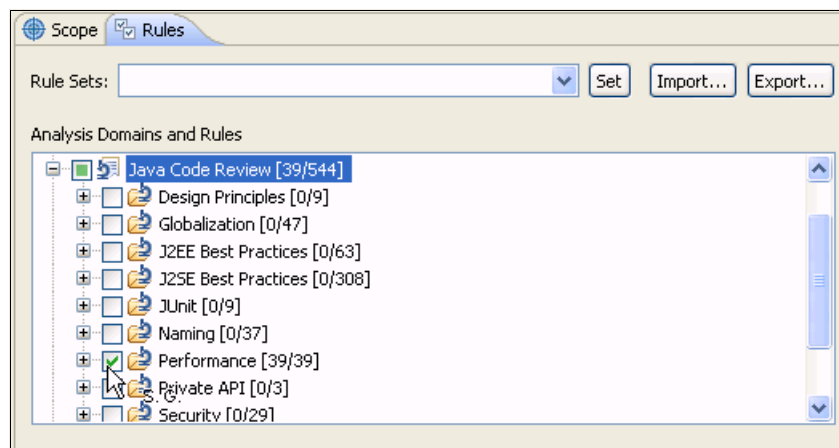 Scope Rules
Rule Sets: Set Import... Export...
Analysis Domains and Rules
Java Code Review [39/544]
Design Principles [0/9]
Globalization [0/47]
J2EE Best Practices [0/63]
J2SE Best Practices [0/308]
JUnit [0/9]
Naming [0/37]
Performance [39/39]
Private API [0/3]
S. G.
Security [0/29]